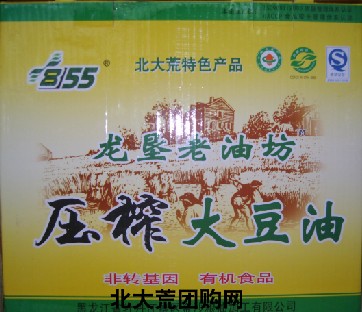 8155
北大荒特色产品
龙垦老油坊
压榨大豆油
非转基因 有机食品
北大荒团购网